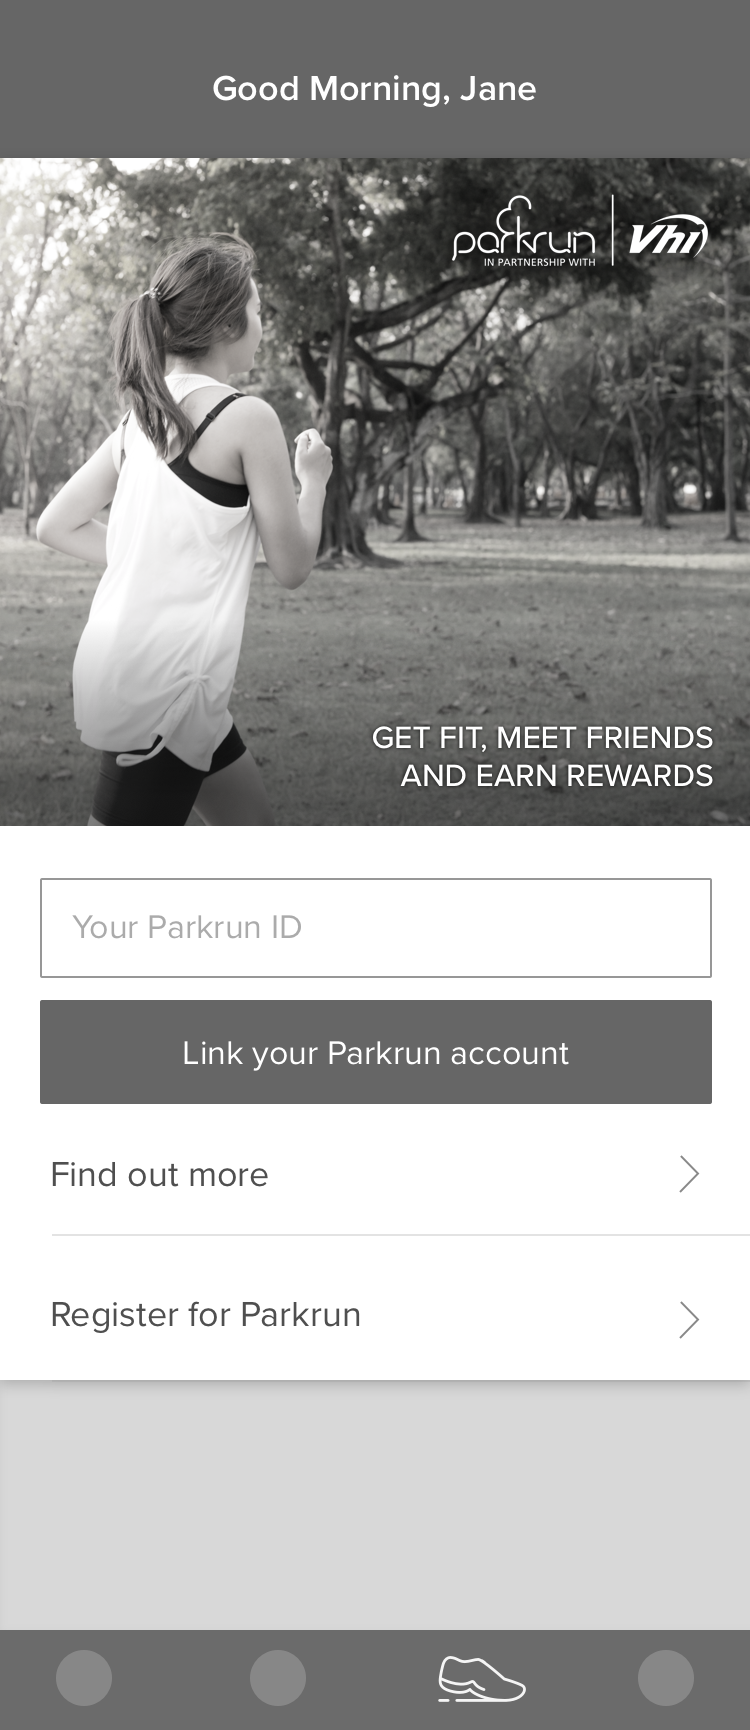 Good Morning, Jane
parkrun
IN PARTNERSHIP WITH
Vhi
GET FIT, MEET FRIENDS
AND EARN REWARDS
Your Parkrun ID
Link your Parkrun account
Find out more
Register for Parkrun